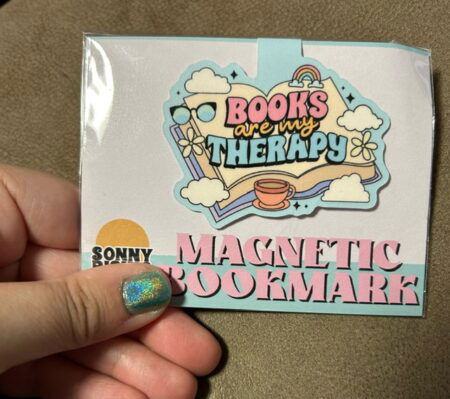 BOOKS
are my
THERAPY
SONNY
MAGNETIC
BOOKMARK